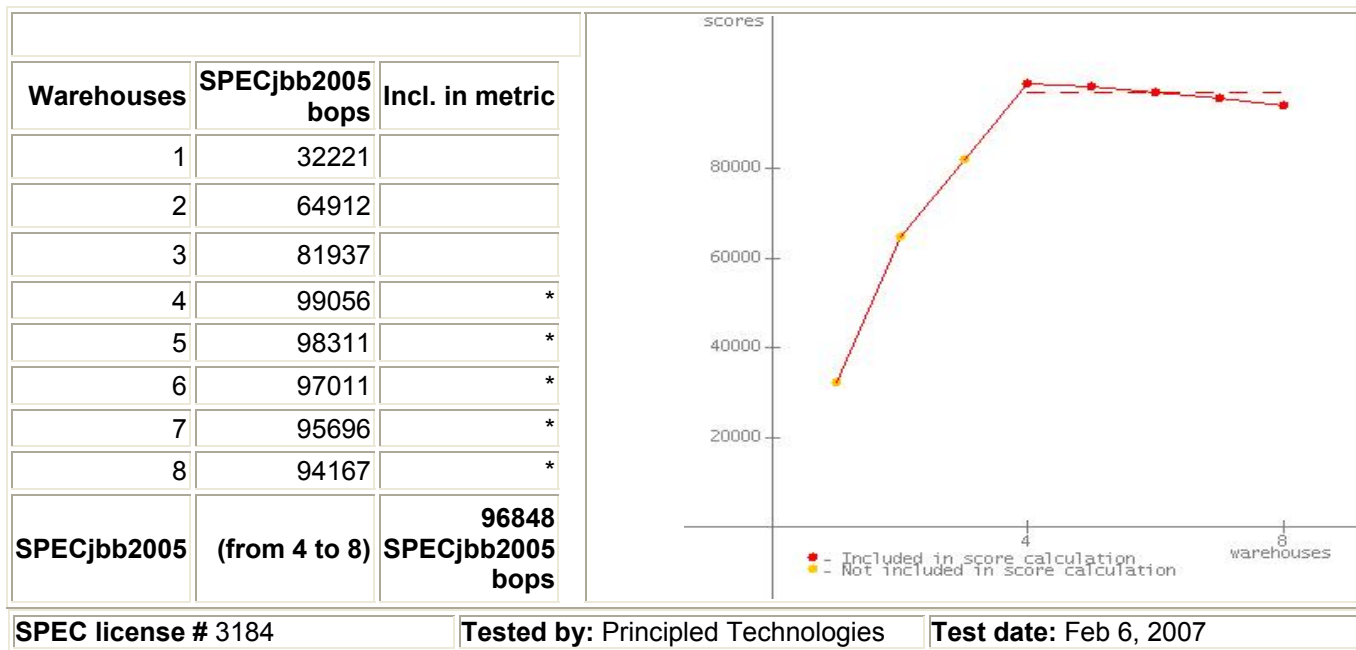 Warehouses SPECjbb2005 bops Incl. in metric
1 32221
2 64912
3 81937
4 99056 *
5 98311 *
6 97011 *
7 95696 *
8 94167 *
SPECjbb2005 (from 4 to 8) 96848 SPECjbb2005 bops
scores
80000
60000
40000
20000
4 8
warehouses
- Included in score calculation
- Not included in score calculation
SPEC license # 3184 Tested by: Principled Technologies Test date: Feb 6, 2007